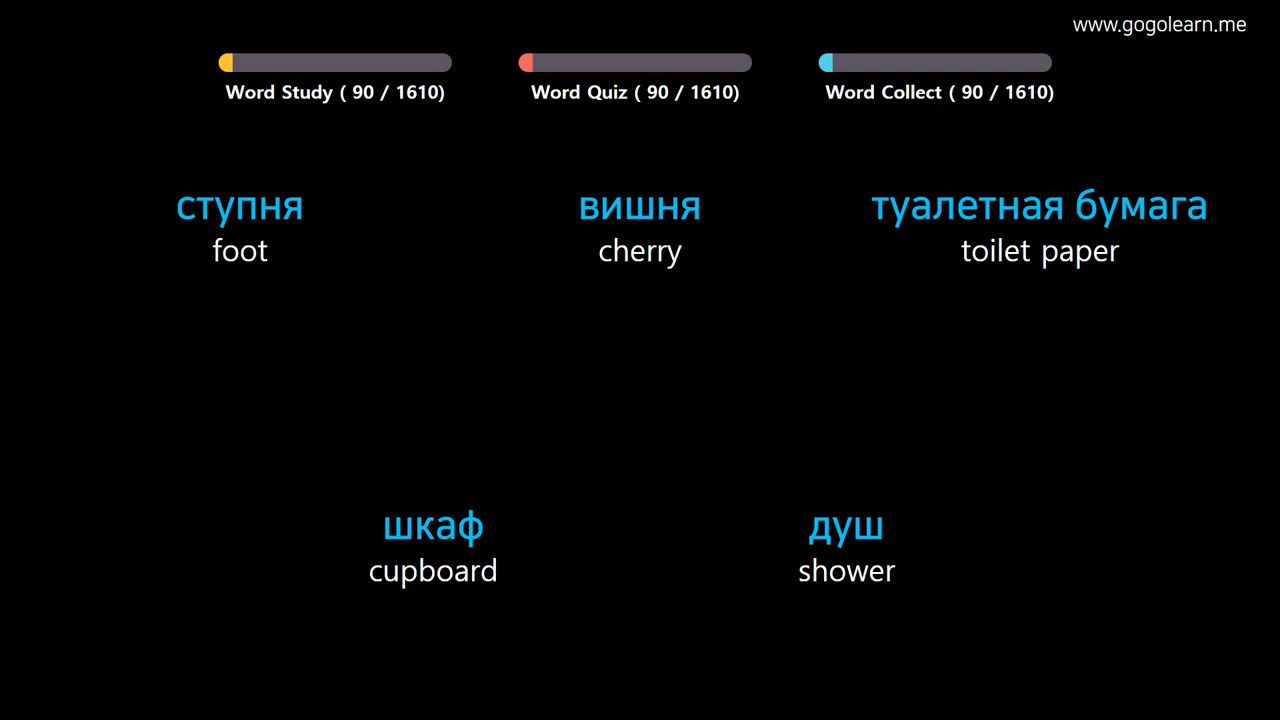 www.gogolearn.me
Word Study ( 90 / 1610)
Word Quiz ( 90 / 1610)
Word Collect ( 90 / 1610)
ступня
foot
вишня
cherry
туалетная бумага
toilet paper
шкаф
cupboard
душ
shower